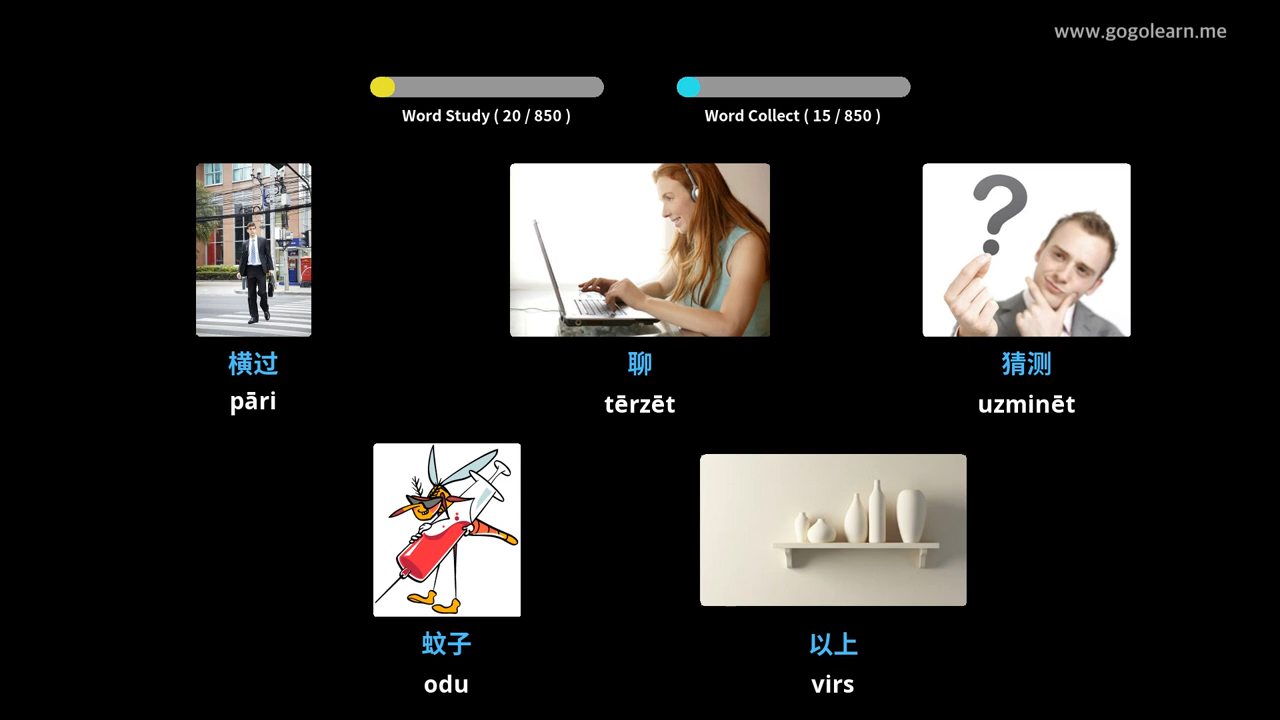 www.gogolearn.me
Word Study ( 20 / 850 )
Word Collect ( 15 / 850 )
横过
pāri
聊
tērzēt
猜测
uzminēt
蚊子
odu
以上
virs